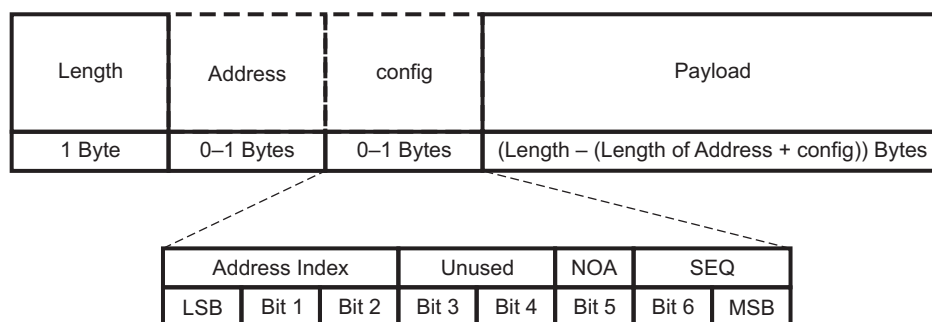 Length Address config Payload
1 Byte 0–1 Bytes 0–1 Bytes (Length – (Length of Address + config)) Bytes
Address Index Unused NOA SEQ
LSB Bit 1 Bit 2 Bit 3 Bit 4 Bit 5 Bit 6 MSB